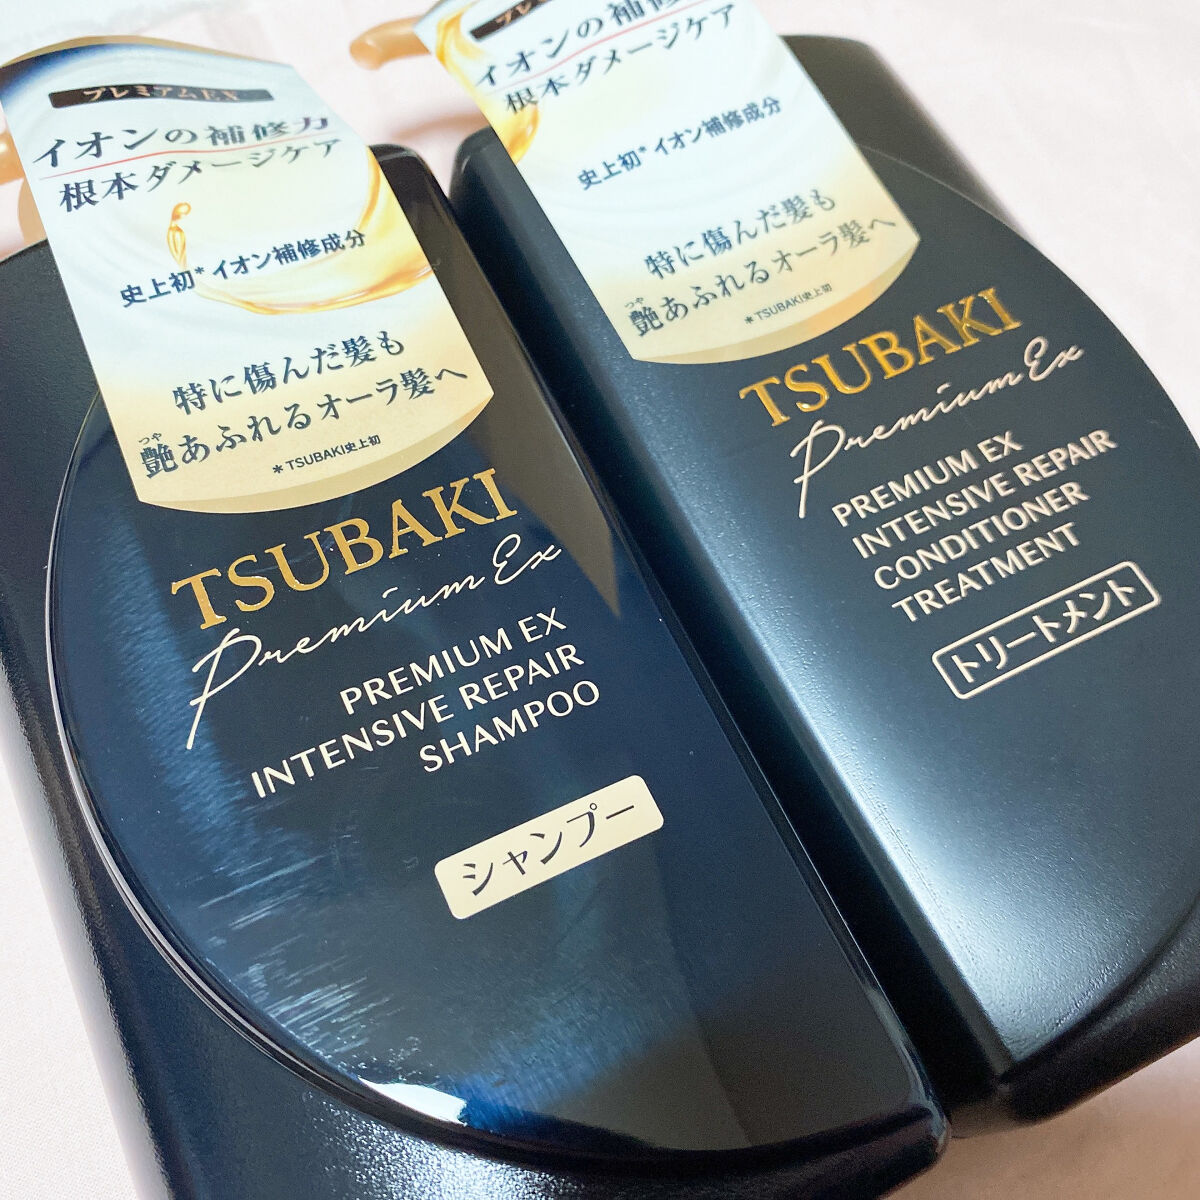 プレミアムEX
イオンの補修力
根本ダメージケア
史上初*イオン補修成分
特に傷んだ髪も
つや
艶あふれるオーラ髪へ
*TSUBAKI史上初
TSUBAKI
Premium Ex
PREMIUM EX
INTENSIVE REPAIR
SHAMPOO
シャンプー
イオンの補修力
根本ダメージケア
史上初*イオン補修成分
特に傷んだ髪も
つや
艶あふれるオーラ髪へ
*TSUBAKI史上初
TSUBAKI
Premium Ex
PREMIUM EX
INTENSIVE REPAIR
CONDITIONER
TREATMENT
トリートメント